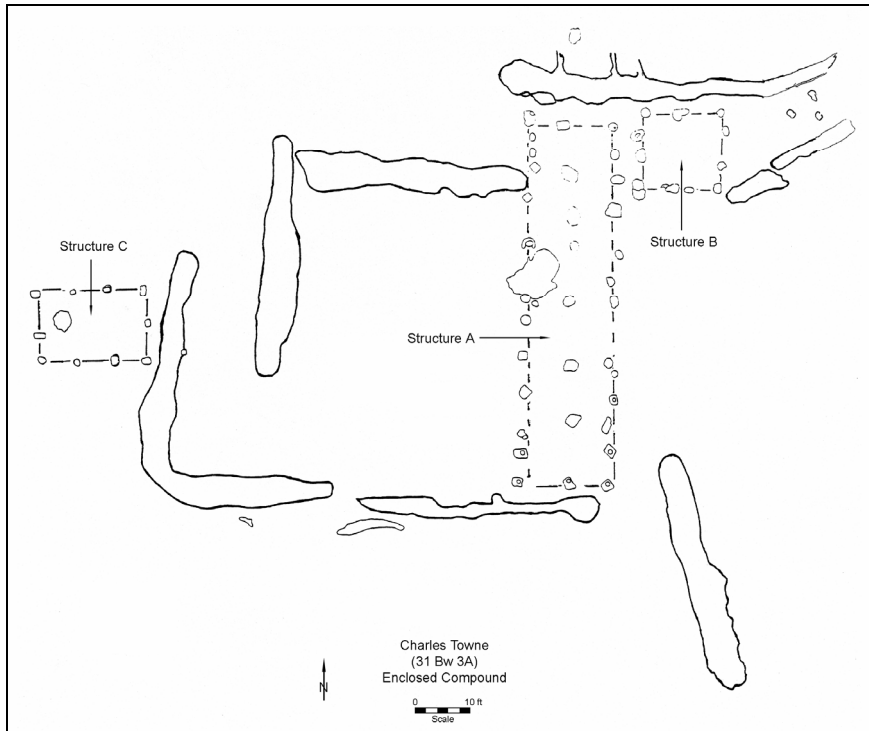 Structure C
Structure B
Structure A
Charles Towne
(31 Bw 3A)
Enclosed Compound
N
0 10 ft
Scale